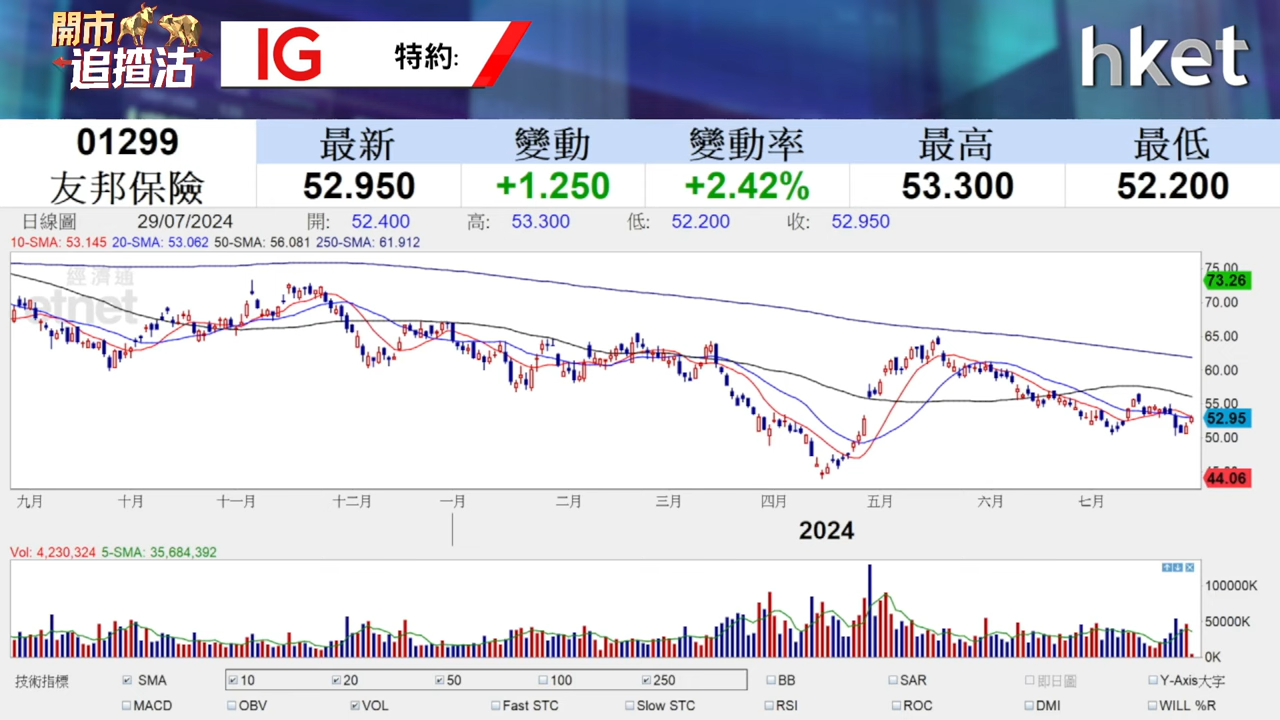 開市
追揸沽
IG 特約:
hket
01299 最新 變動 變動率 最高 最低
友邦保險 52.950 +1.250 +2.42% 53.300 52.200
日線圖 29/07/2024 開: 52.400 高: 53.300 低: 52.200 收: 52.950
10-SMA: 53.145 20-SMA: 53.062 50-SMA: 56.081 250-SMA: 61.912
經濟通
etnet
75.00
73.26
70.00
65.00
60.00
55.00
52.95
50.00
44.06
九月 十月 十一月 十二月 一月 二月 三月 四月 五月 六月 七月
2024
Vol: 4,230,324 5-SMA: 35,684,392
100000K
50000K
0K
技術指標 SMA 10 20 50 100 250 BB SAR 即日圖 Y-Axis大字
MACD OBV VOL Fast STC Slow STC RSI ROC DMI WILL %R